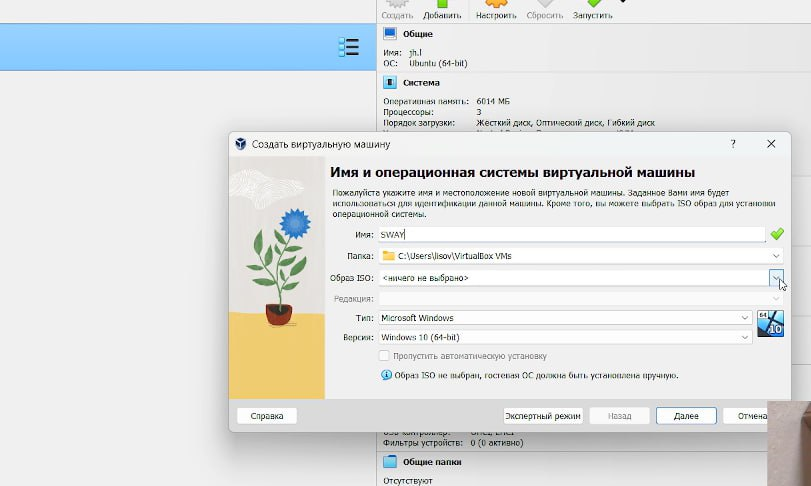 Создать Добавить Настроить Сбросить Запустить
Общие
Имя: jh.l
ОС: Ubuntu (64-bit)
Система
Оперативная память: 6014 МБ
Процессоры: 3
Порядок загрузки: Жесткий диск, Оптический диск, Гибкий диск
Создать виртуальную машину
?
Имя и операционная системы виртуальной машины
Пожалуйста укажите имя и местоположение новой виртуальной машины. Заданное Вами имя будет
использоваться для идентификации данной машины. Кроме того, вы можете выбрать ISO образ для установки
операционной системы.
Имя: SWAY
Папка: C:\Users\lisov\VirtualBox VMs
Образ ISO: <ничего не выбрано>
Редакция:
Тип: Microsoft Windows
64
10
Версия: Windows 10 (64-bit)
Пропустить автоматическую установку
Образ ISO не выбран, гостевая ОС должна быть установлена вручную.
Справка Экспертный режим Назад Далее Отмена
Фильтры устройств: 0 (0 активно)
Общие папки
Отсутствуют